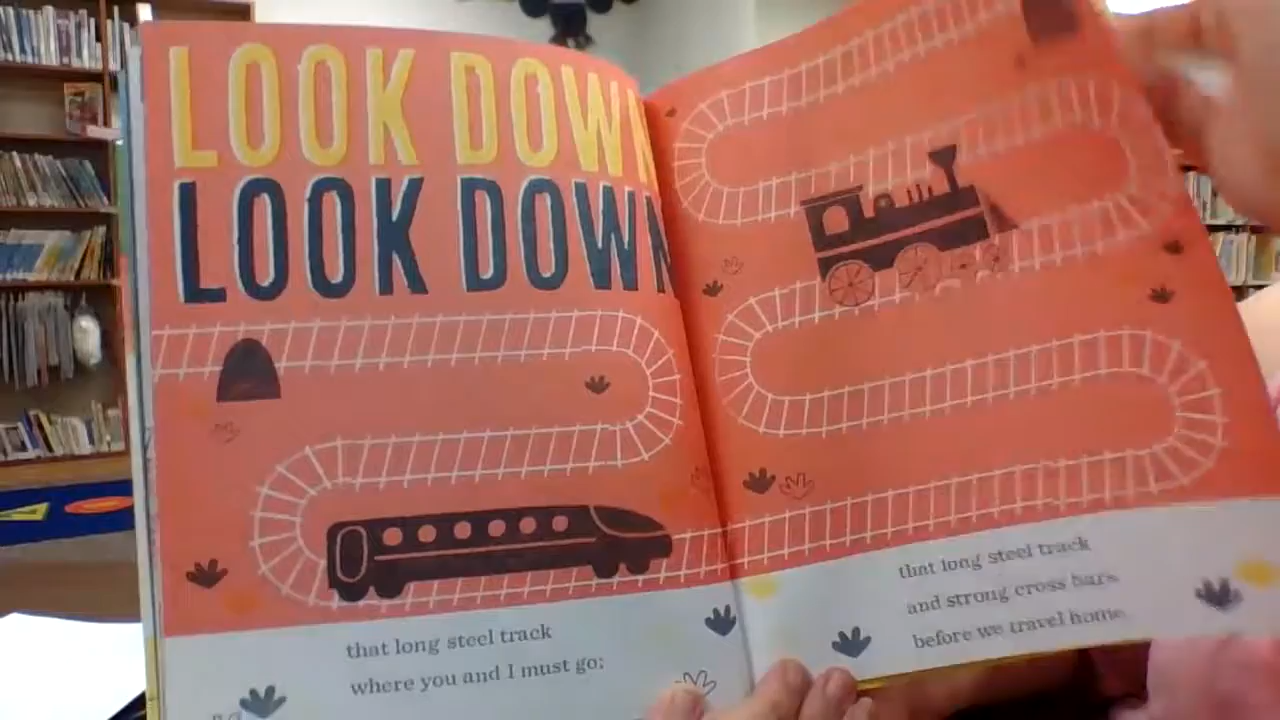 LOOK DOWN
LOOK DOWN
that long steel track
where you and I must go;
that long steel track
and strong cross bars
before we travel home.